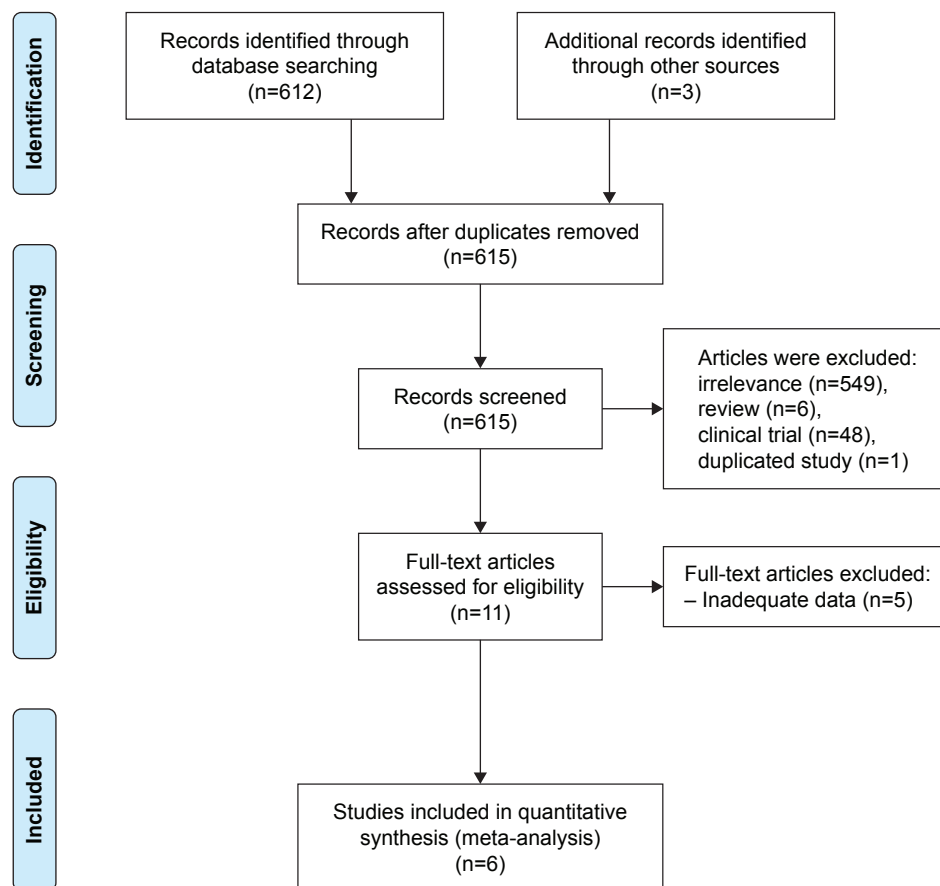 Identification
Records identified through
database searching
(n=612)
Additional records identified
through other sources
(n=3)
Records after duplicates removed
(n=615)
Screening
Records screened
(n=615)
Articles were excluded:
irrelevance (n=549),
review (n=6),
clinical trial (n=48),
duplicated study (n=1)
Eligibility
Full-text articles
assessed for eligibility
(n=11)
Full-text articles excluded:
– Inadequate data (n=5)
Included
Studies included in quantitative
synthesis (meta-analysis)
(n=6)